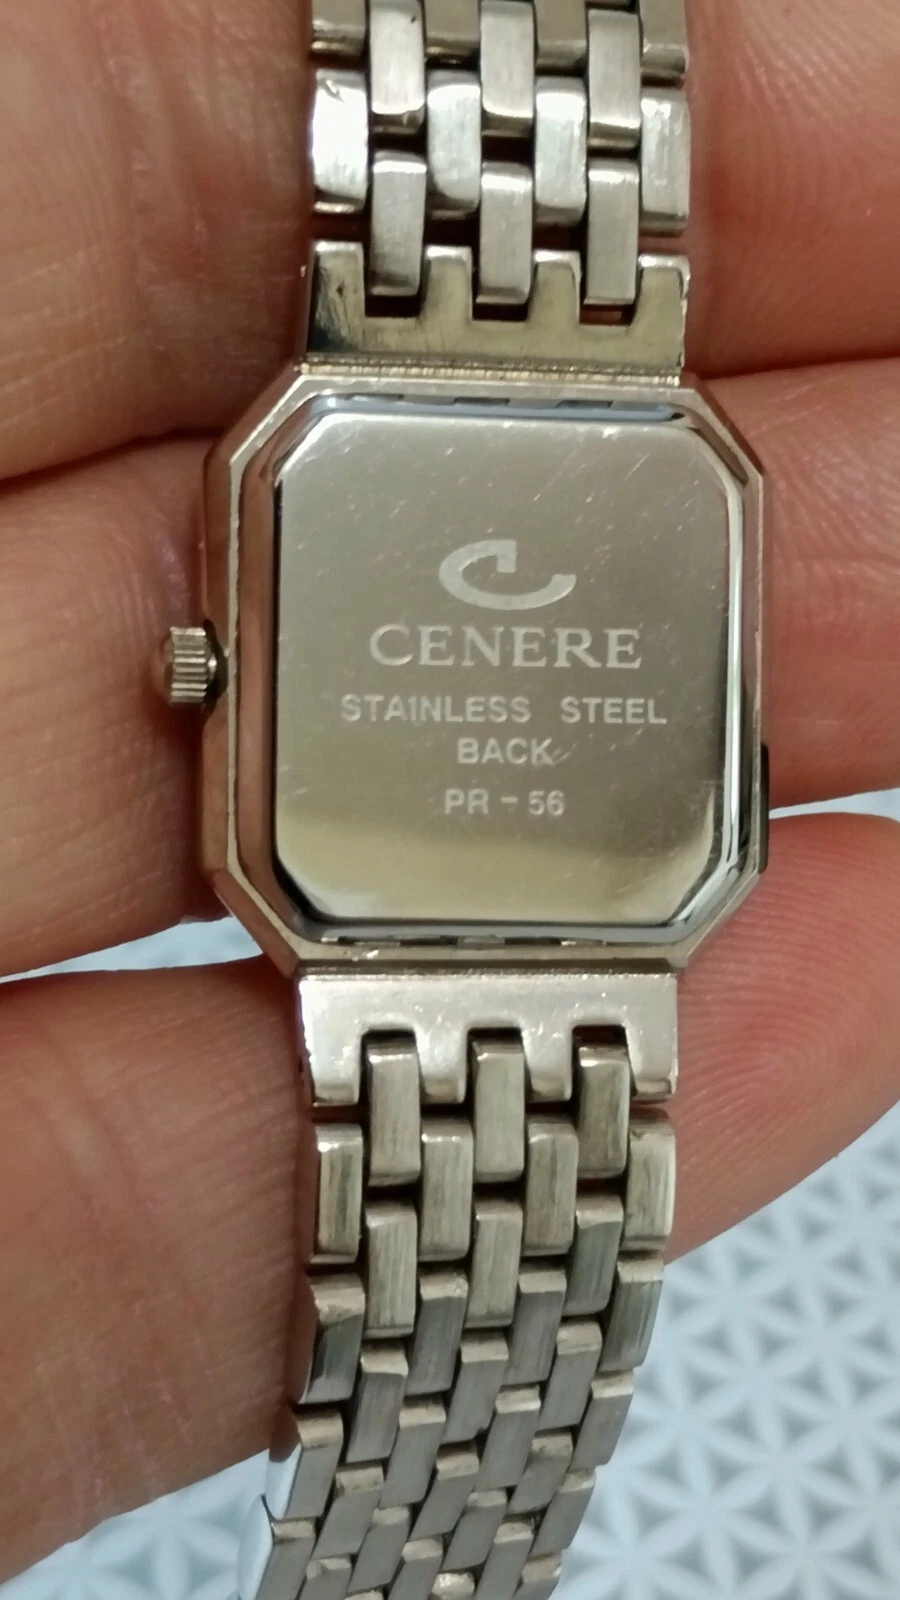 CENERE
STAINLESS STEEL
BACK
PR-56